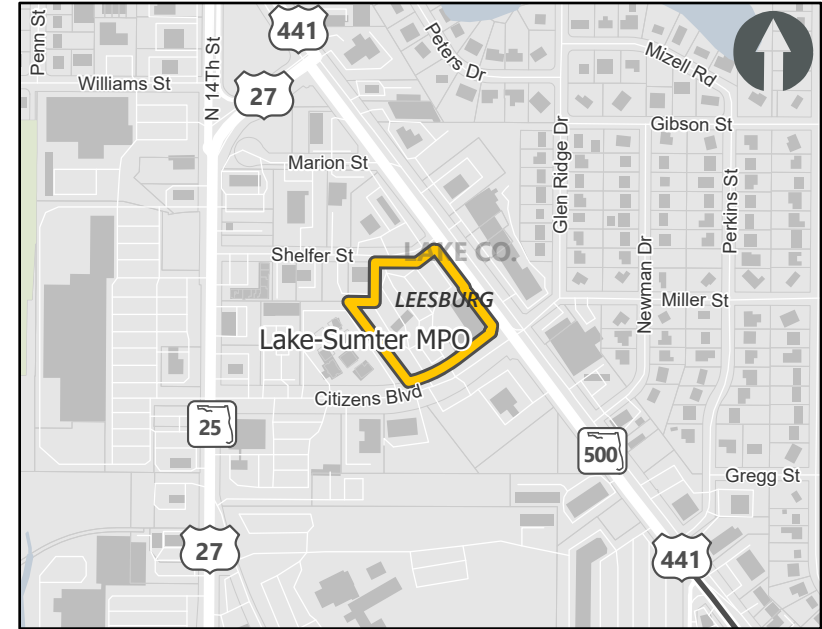 441
Penn St
Williams St
N 14Th St
27
Peters Dr
Mizell Rd
Gibson St
Marion St
Glen Ridge Dr
Perkins St
Shelfer St
LAKE CO.
LEESBURG
Newman Dr
Miller St
Lake-Sumter MPO
Citizens Blvd
25
500
Gregg St
27
441